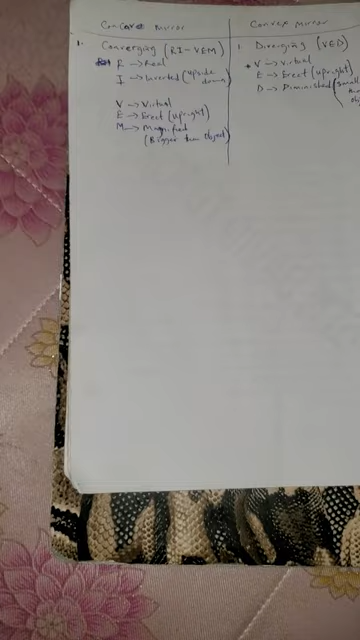 Concave mirror
1. Converging (RI-VEM)
R → Real
I → Inverted (upside down)
V → Virtual
E → Erect (upright)
M → Magnified
(Bigger than object)
Convex mirror
1 Diverging (VED)
V → Virtual
E → Erect (upright)
D → Diminished (small